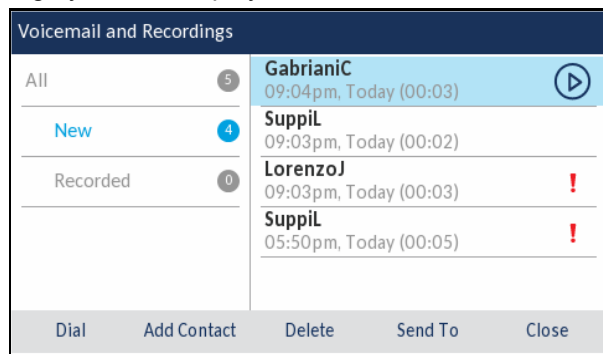 Voicemail and Recordings
All 5
New 4
Recorded 0
GabrianiC
09:04pm, Today (00:03)
SuppiL
09:03pm, Today (00:02)
LorenzoJ
09:03pm, Today (00:03)
!
SuppiL
05:50pm, Today (00:05)
!
Dial Add Contact Delete Send To Close